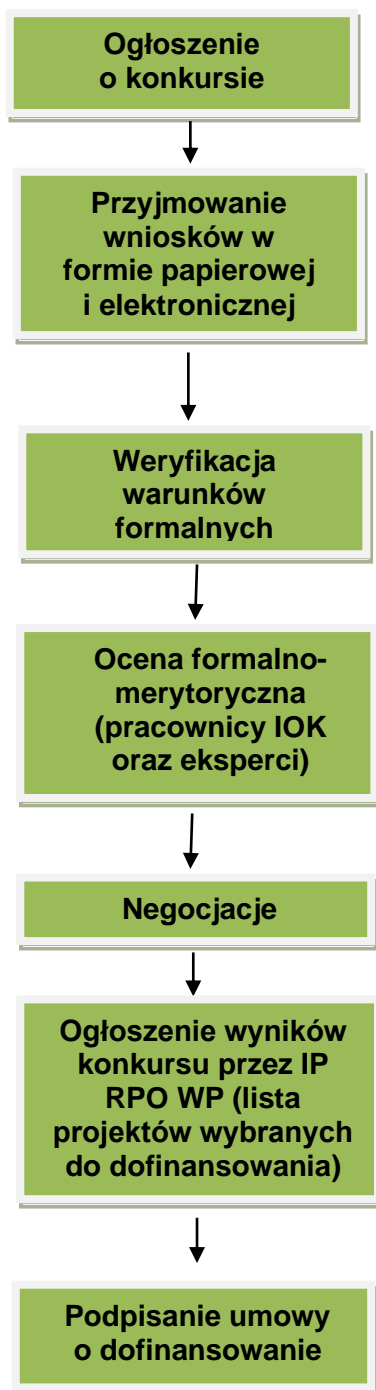 Ogłoszenie
o konkursie
Przyjmowanie
wniosków w
formie papierowej
i elektronicznej
Weryfikacja
warunków
formalnych
Ocena formalno-
merytoryczna
(pracownicy IOK
oraz eksperci)
Negocjacje
Ogłoszenie wyników
konkursu przez IP
RPO WP (lista
projektów wybranych
do dofinansowania)
Podpisanie umowy
o dofinansowanie